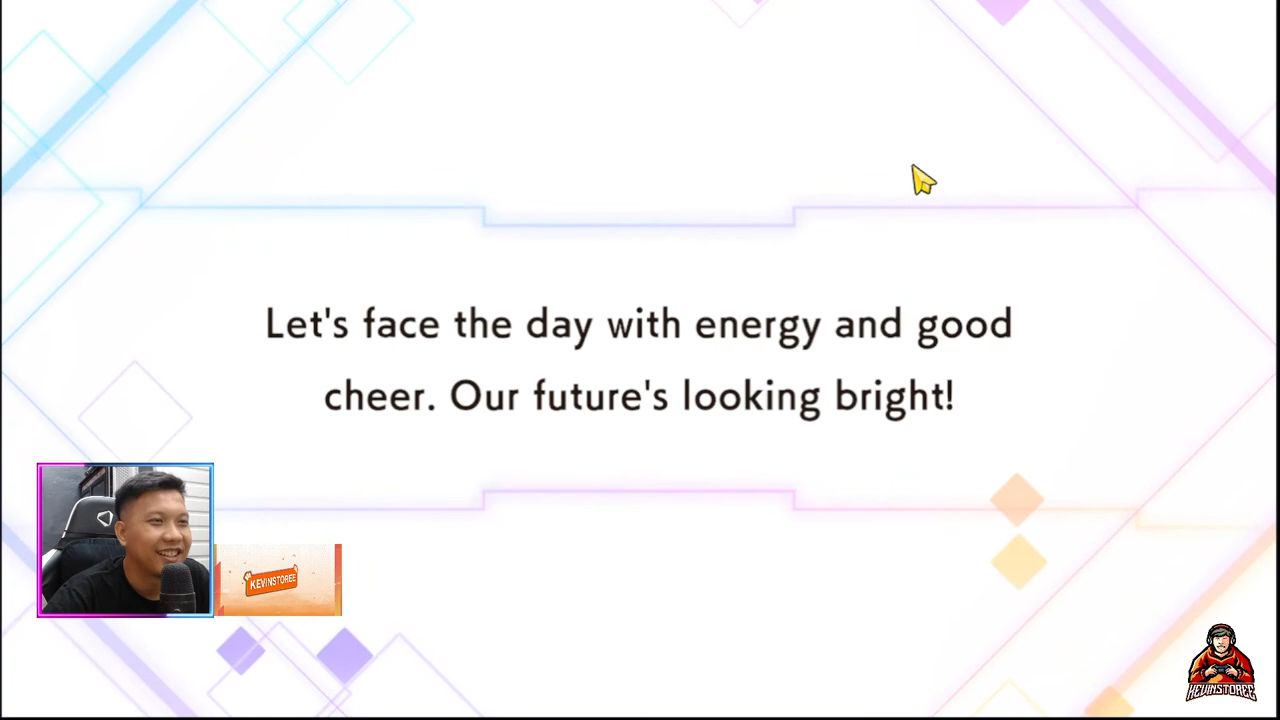 Let's face the day with energy and good
cheer. Our future's looking bright!
KEVINSTOREE
KEVINSTOREE